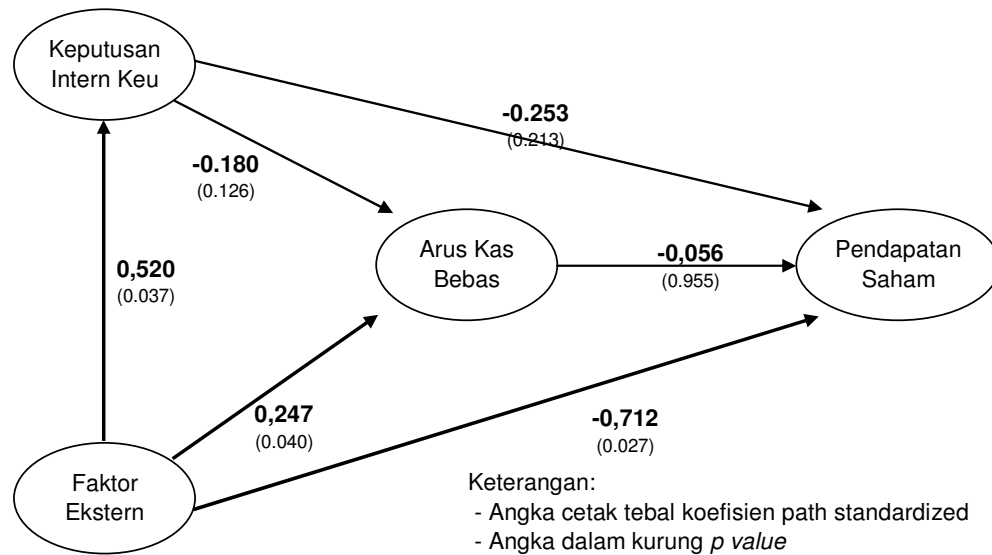 Keputusan
Intern Keu
-0.253
(0.213)
-0.180
(0.126)
Arus Kas
Bebas
-0,056
(0.955)
Pendapatan
Saham
0,520
(0.037)
0,247
(0.040)
-0,712
(0.027)
Faktor
Ekstern
Keterangan:
- Angka cetak tebal koefisien path standardized
- Angka dalam kurung p value